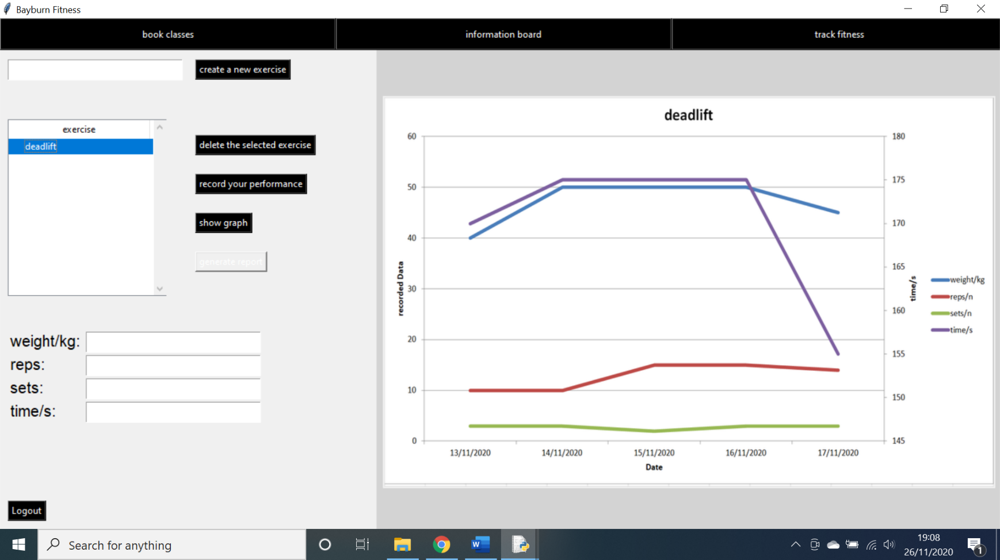 Bayburn Fitness
book classes
information board
track fitness
create a new exercise
exercise
deadlift
delete the selected exercise
record your performance
show graph
generate report
weight/kg:
reps:
sets:
time/s:
Logout
deadlift
60
50
40
30
20
10
0
recorded Data
180
175
170
165
160
155
150
145
time/s
13/11/2020
14/11/2020
15/11/2020
16/11/2020
17/11/2020
Date
weight/kg
reps/n
sets/n
time/s
Search for anything
W
19:08
26/11/2020
1